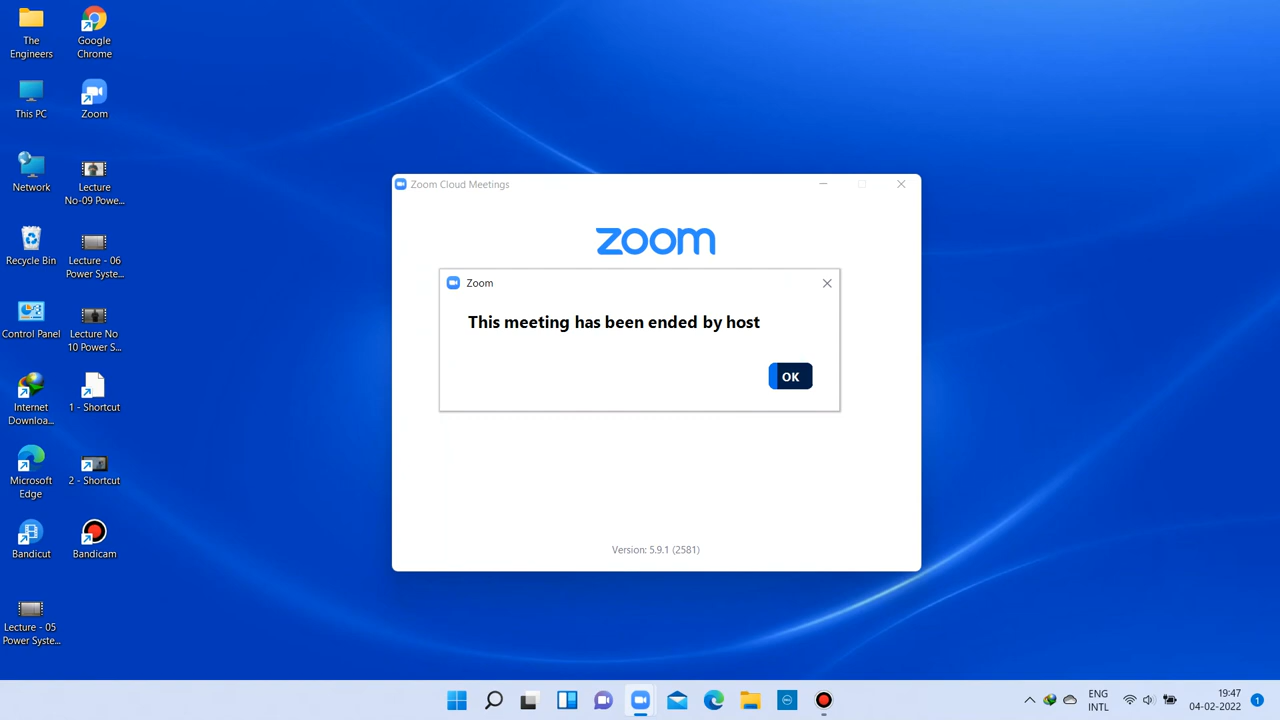 The
Engineers
Google
Chrome
This PC
Zoom
Network
Lecture
No-09 Powe...
Recycle Bin
Lecture - 06
Power Syste...
Control Panel
Lecture No
10 Power S...
Internet
Downloa...
1 - Shortcut
Microsoft
Edge
2 - Shortcut
Bandicut
Bandicam
Lecture - 05
Power Syste...
Zoom Cloud Meetings
zoom
Zoom
This meeting has been ended by host
OK
Version: 5.9.1 (2581)
ENG
INTL
19:47
04-02-2022
1